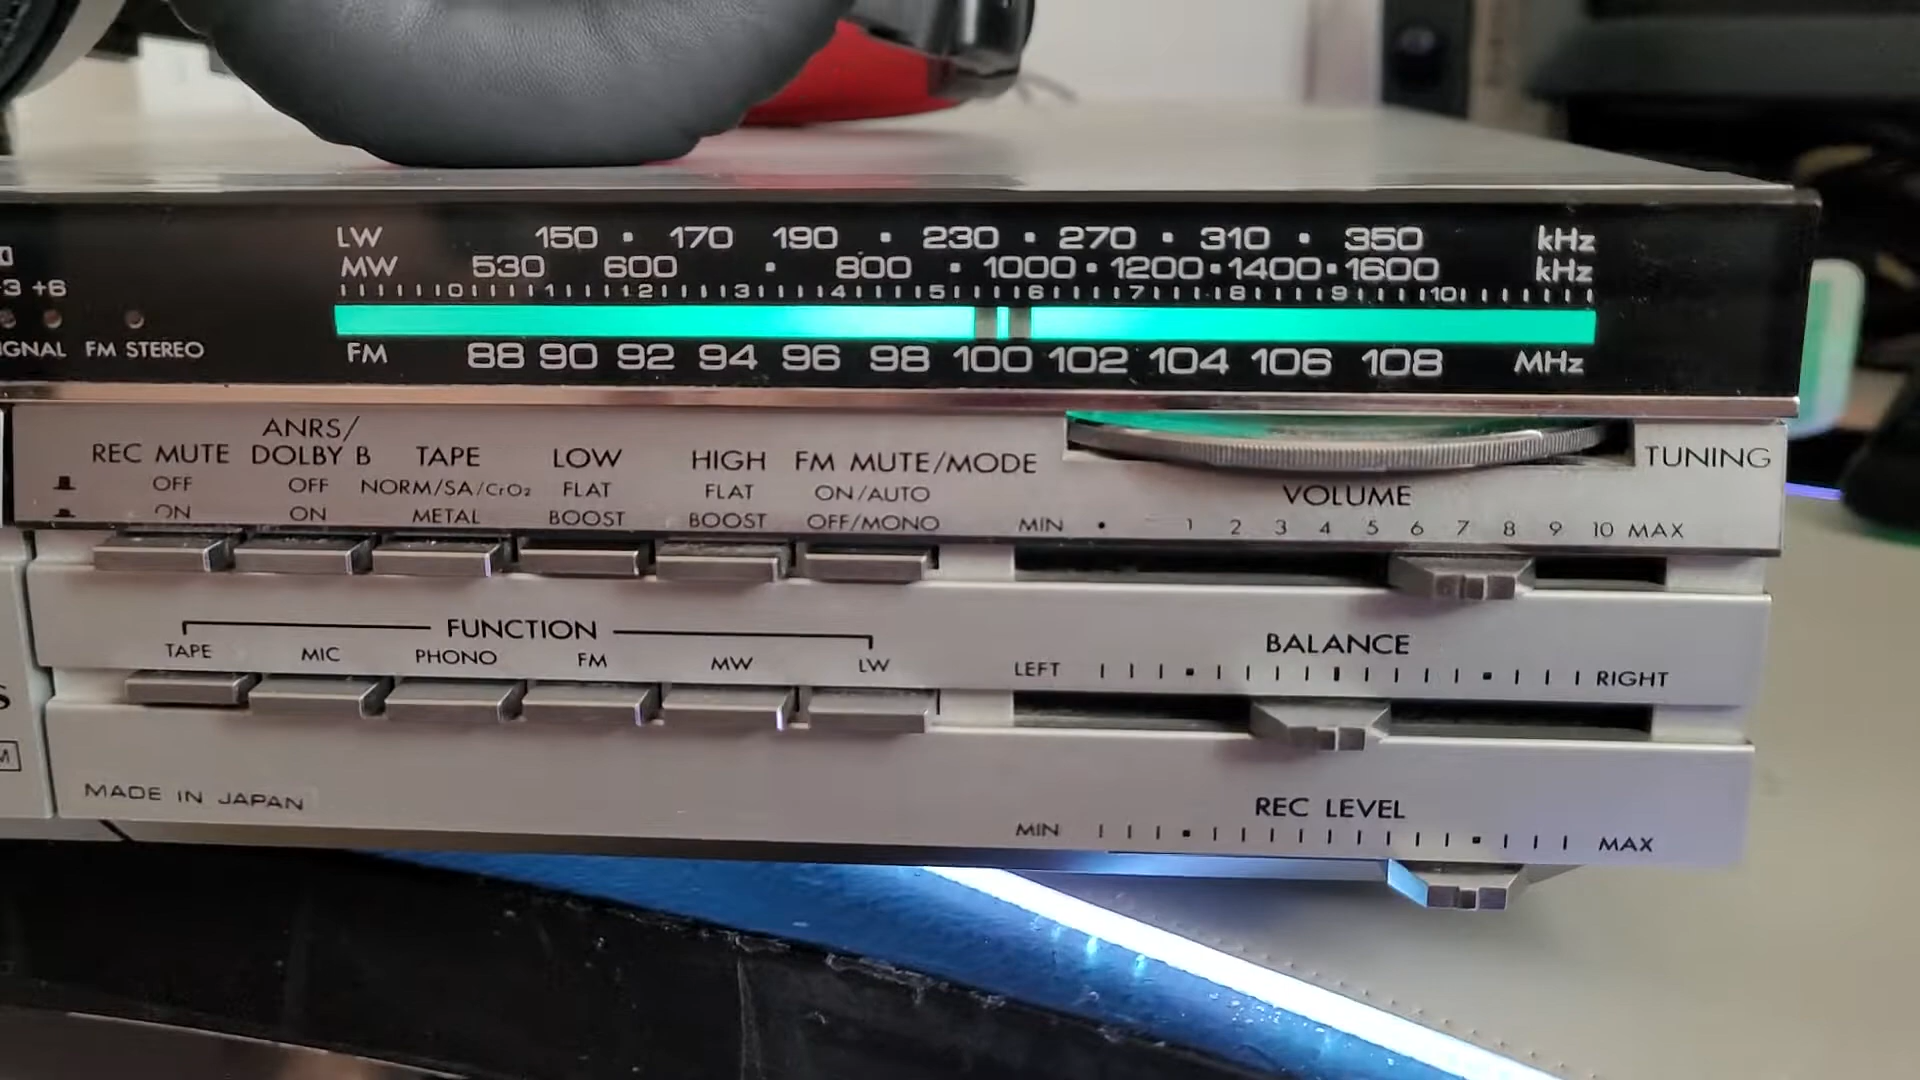 LW 150 • 170 190 • 230 • 270 • 310 • 350 kHz
MW 530 600 • 800 • 1000 • 1200 • 1400 • 1600 kHz
0 1 2 3 4 5 6 7 8 9 10
3 +6
FM STEREO
FM 88 90 92 94 96 98 100 102 104 106 108 MHz
REC MUTE
OFF
ON
ANRS/
DOLBY B
OFF
ON
TAPE
NORM/SA/CrO2
METAL
LOW
FLAT
BOOST
HIGH
FLAT
BOOST
FM MUTE/MODE
ON/AUTO
OFF/MONO
TUNING
VOLUME
MIN • 1 2 3 4 5 6 7 8 9 10 MAX
FUNCTION
TAPE MIC PHONO FM MW LW
BALANCE
LEFT RIGHT
MADE IN JAPAN
REC LEVEL
MIN MAX